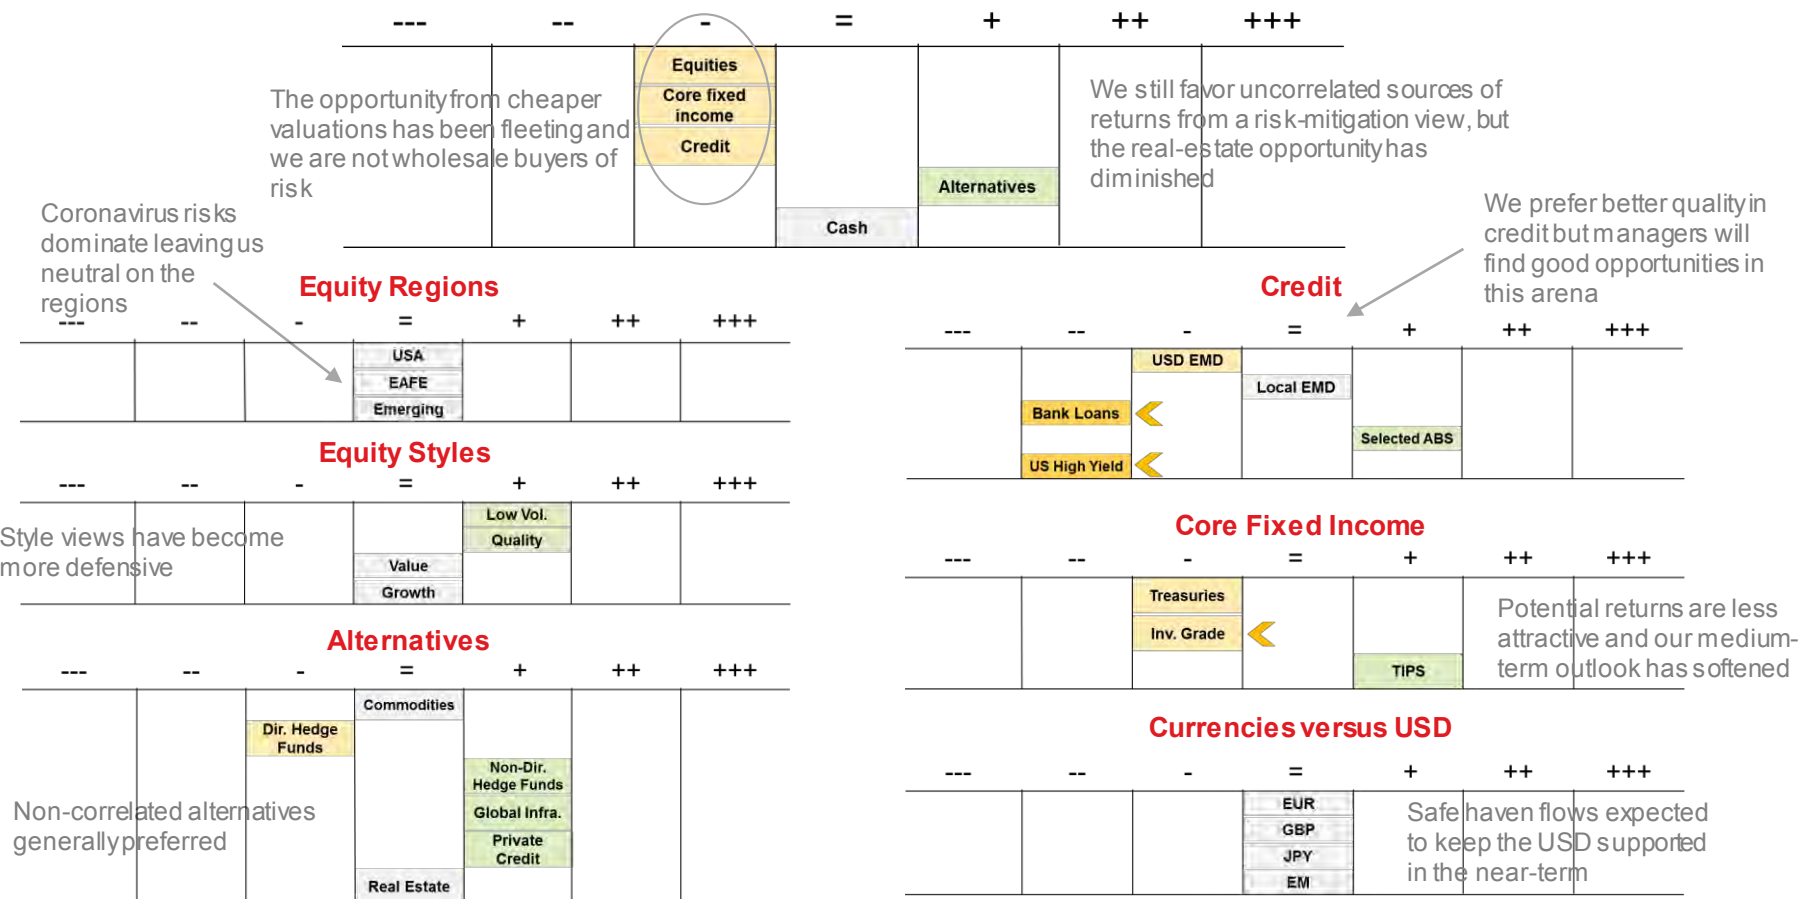 --- -- - = + ++ +++
Equities
Core fixed
income
Credit
Alternatives
Cash
The opportunity from cheaper
valuations has been fleeting and
we are not wholesale buyers of
risk
We still favor uncorrelated sources of
returns from a risk-mitigation view, but
the real-estate opportunity has
diminished
Coronavirus risks
dominate leaving us
neutral on the
regions
We prefer better quality in
credit but managers will
find good opportunities in
this arena
Equity Regions
--- -- - = + ++ +++
USA
EAFE
Emerging
Equity Styles
--- -- - = + ++ +++
Low Vol.
Quality
Value
Growth
Style views have become
more defensive
Alternatives
--- -- - = + ++ +++
Commodities
Dir. Hedge
Funds
Non-Dir.
Hedge Funds
Global Infra.
Private
Credit
Real Estate
Non-correlated alternatives
generally preferred
Credit
--- -- - = + ++ +++
USD EMD
Local EMD
Bank Loans
Selected ABS
US High Yield
Core Fixed Income
--- -- - = + ++ +++
Treasuries
Inv. Grade
TIPS
Potential returns are less
attractive and our medium-
term outlook has softened
Currencies versus USD
--- -- - = + ++ +++
EUR
GBP
JPY
EM
Safe haven flows expected
to keep the USD supported
in the near-term